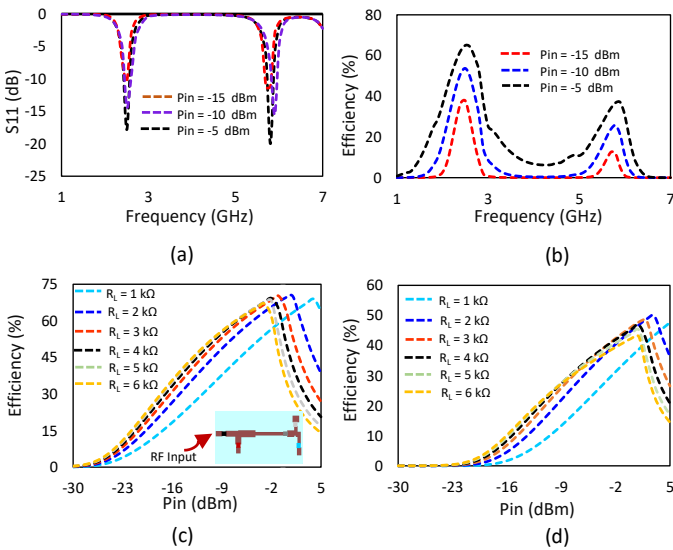 0
-5
-10
-15
-20
-25
S11 (dB)
Pin = -15 dBm
Pin = -10 dBm
Pin = -5 dBm
1 3 5 7
Frequency (GHz)
(a)
80
60
40
20
0
Efficiency (%)
Pin = -15 dBm
Pin = -10 dBm
Pin = -5 dBm
1 3 5 7
Frequency (GHz)
(b)
75
60
45
30
15
0
Efficiency (%)
RL = 1 kΩ
RL = 2 kΩ
RL = 3 kΩ
RL = 4 kΩ
RL = 5 kΩ
RL = 6 kΩ
RF Input
-30 -23 -16 -9 -2 5
Pin (dBm)
(c)
60
50
40
30
20
10
0
Efficiency (%)
RL = 1 kΩ
RL = 2 kΩ
RL = 3 kΩ
RL = 4 kΩ
RL = 5 kΩ
RL = 6 kΩ
-30 -23 -16 -9 -2 5
Pin (dBm)
(d)